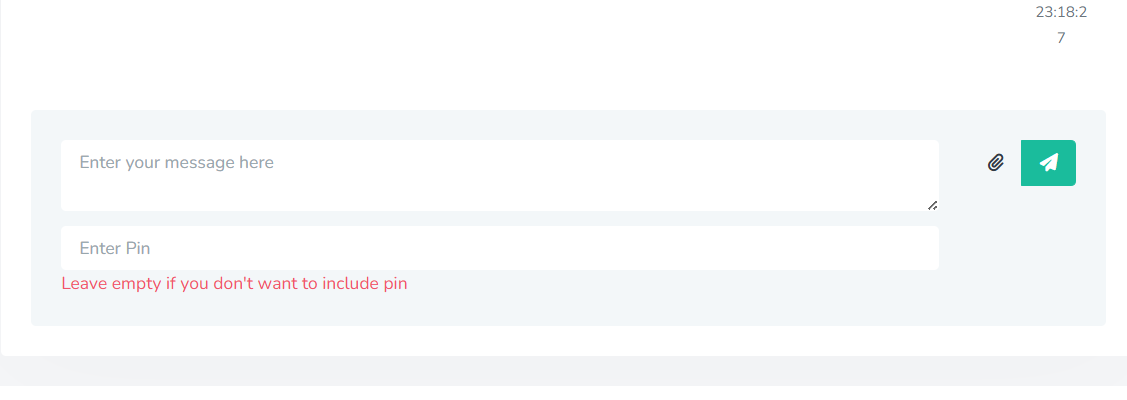 23:18:2
7
Enter your message here
Enter Pin
Leave empty if you don't want to include pin